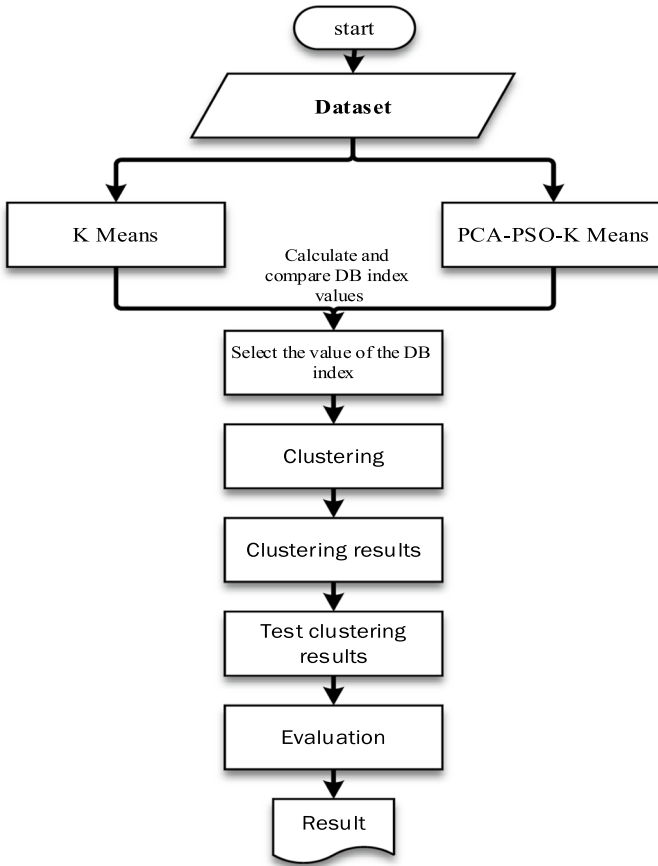 start
Dataset
K Means
PCA-PSO-K Means
Calculate and
compare DB index
values
Select the value of the DB
index
Clustering
Clustering results
Test clustering
results
Evaluation
Result